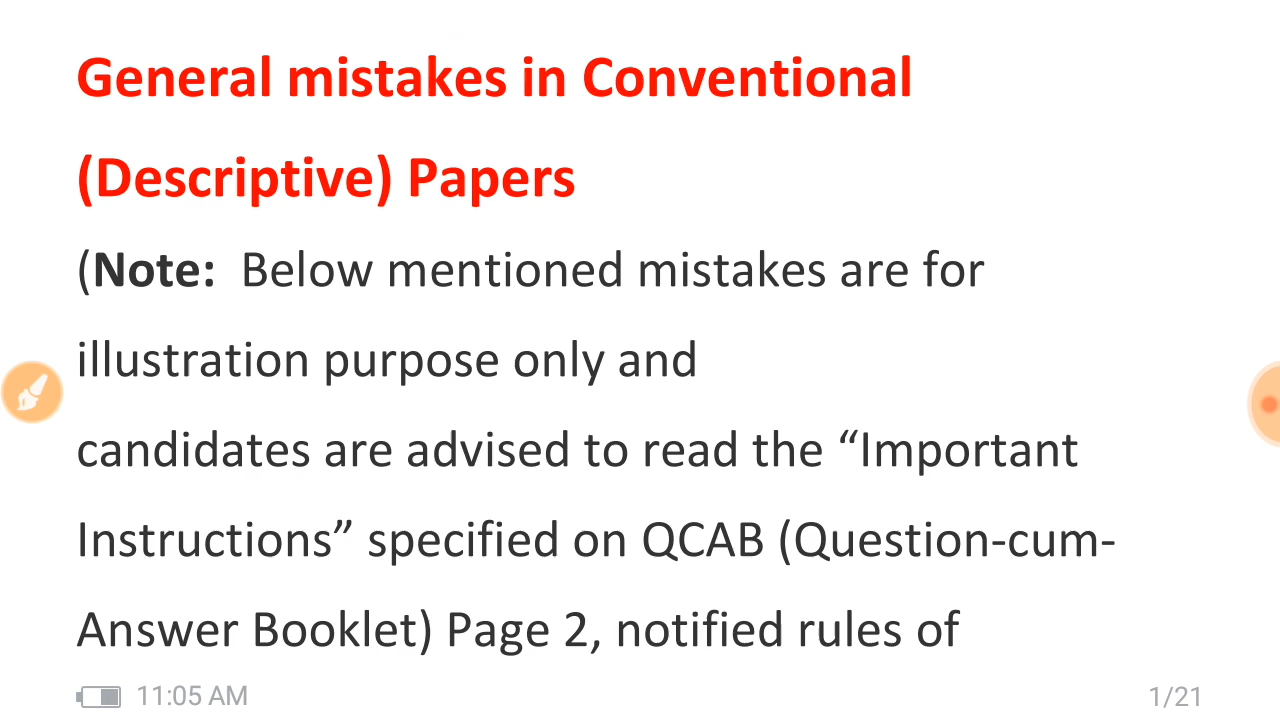 General mistakes in Conventional
(Descriptive) Papers
(Note:  Below mentioned mistakes are for
illustration purpose only and
candidates are advised to read the “Important
Instructions” specified on QCAB (Question-cum-
Answer Booklet) Page 2, notified rules of
11:05 AM
1/21